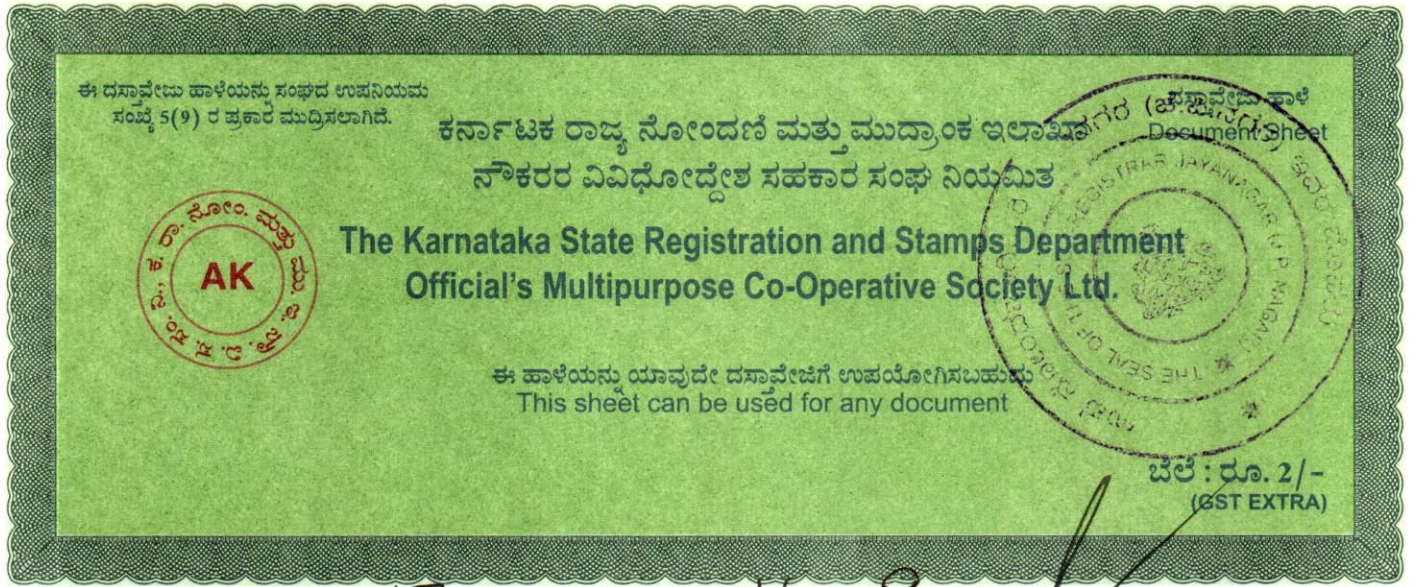 ಈ ದಸ್ತಾವೇಜು ಹಾಳೆಯನ್ನು ಸಂಘದ ಉಪನಿಯಮ
ಸಂಖ್ಯೆ 5(9) ರ ಪ್ರಕಾರ ಮುದ್ರಿಸಲಾಗಿದೆ.
ದಸ್ತಾವೇಜು ಹಾಳೆ
Document Sheet
ಕರ್ನಾಟಕ ರಾಜ್ಯ ನೋಂದಣಿ ಮತ್ತು ಮುದ್ರಾಂಕ ಇಲಾಖಾ
ನೌಕರರ ವಿವಿಧೋದ್ದೇಶ ಸಹಕಾರ ಸಂಘ ನಿಯಮಿತ
AK
The Karnataka State Registration and Stamps Department
Official's Multipurpose Co-Operative Society Ltd.
THE SEAL OF REGISTRAR JAYANAGAR (J.P. NAGAR)
ಈ ಹಾಳೆಯನ್ನು ಯಾವುದೇ ದಸ್ತಾವೇಜಿಗೆ ಉಪಯೋಗಿಸಬಹುದು
This sheet can be used for any document
ಬೆಲೆ : ರೂ. 2/-
(GST EXTRA)